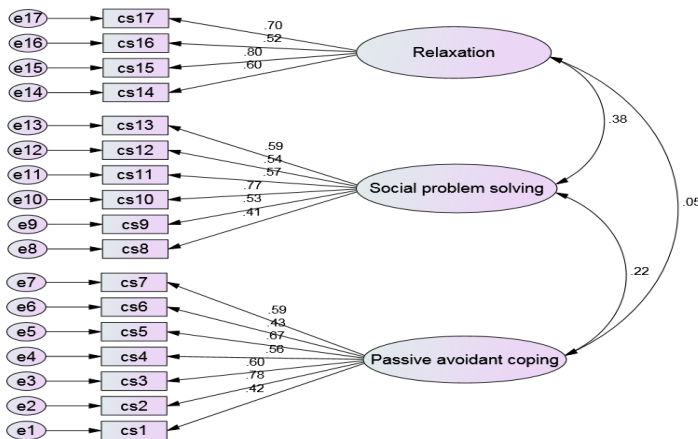 e17 cs17
e16 cs16
e15 cs15
e14 cs14
.70
.52
.80
.60
Relaxation
e13 cs13
e12 cs12
e11 cs11
e10 cs10
e9 cs9
e8 cs8
.59
.54
.57
.77
.53
.41
Social problem solving
e7 cs7
e6 cs6
e5 cs5
e4 cs4
e3 cs3
e2 cs2
e1 cs1
.59
.43
.67
.56
.60
.78
.42
Passive avoidant coping
.38
.05
.22